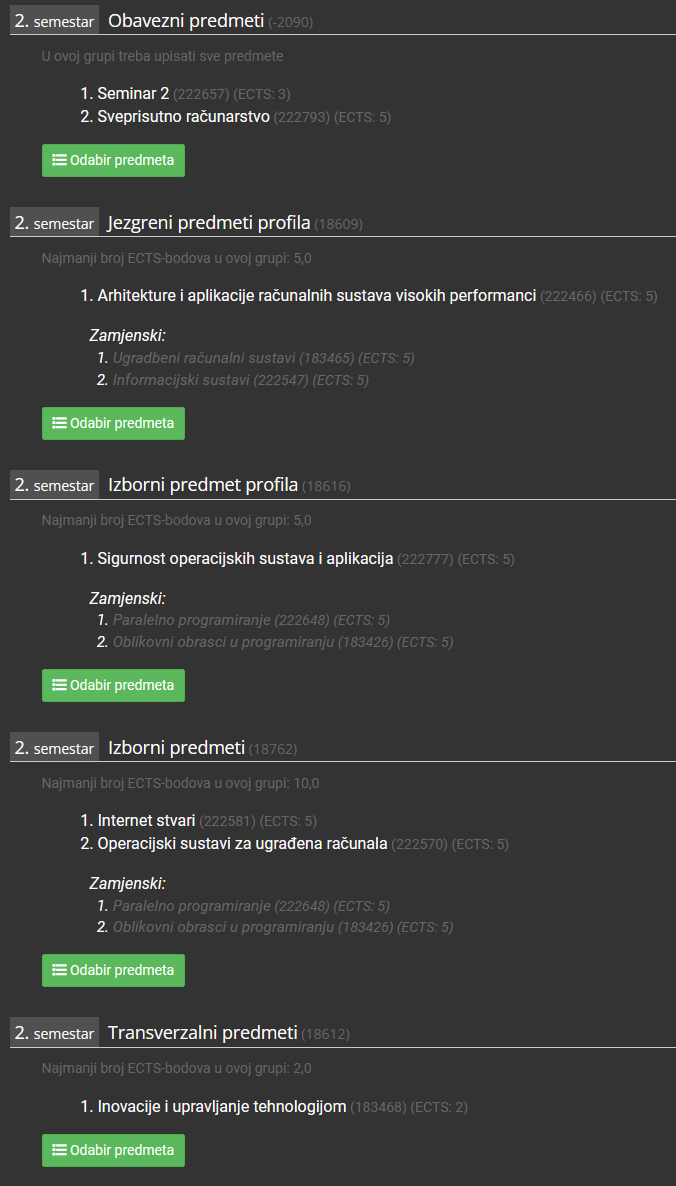 2. semestar Obavezni predmeti (-2090)
U ovoj grupi treba upisati sve predmete
1. Seminar 2 (222657) (ECTS: 3)
2. Sveprisutno računarstvo (222793) (ECTS: 5)
Odabir predmeta
2. semestar Jezgreni predmeti profila (18609)
Najmanji broj ECTS-bodova u ovoj grupi: 5,0
1. Arhitekture i aplikacije računalnih sustava visokih performanci (222466) (ECTS: 5)
Zamjenski:
1. Ugradbeni računalni sustavi (183465) (ECTS: 5)
2. Informacijski sustavi (222547) (ECTS: 5)
Odabir predmeta
2. semestar Izborni predmet profila (18616)
Najmanji broj ECTS-bodova u ovoj grupi: 5,0
1. Sigurnost operacijskih sustava i aplikacija (222777) (ECTS: 5)
Zamjenski:
1. Paralelno programiranje (222648) (ECTS: 5)
2. Oblikovni obrasci u programiranju (183426) (ECTS: 5)
Odabir predmeta
2. semestar Izborni predmeti (18762)
Najmanji broj ECTS-bodova u ovoj grupi: 10,0
1. Internet stvari (222581) (ECTS: 5)
2. Operacijski sustavi za ugrađena računala (222570) (ECTS: 5)
Zamjenski:
1. Paralelno programiranje (222648) (ECTS: 5)
2. Oblikovni obrasci u programiranju (183426) (ECTS: 5)
Odabir predmeta
2. semestar Transverzalni predmeti (18612)
Najmanji broj ECTS-bodova u ovoj grupi: 2,0
1. Inovacije i upravljanje tehnologijom (183468) (ECTS: 2)
Odabir predmeta